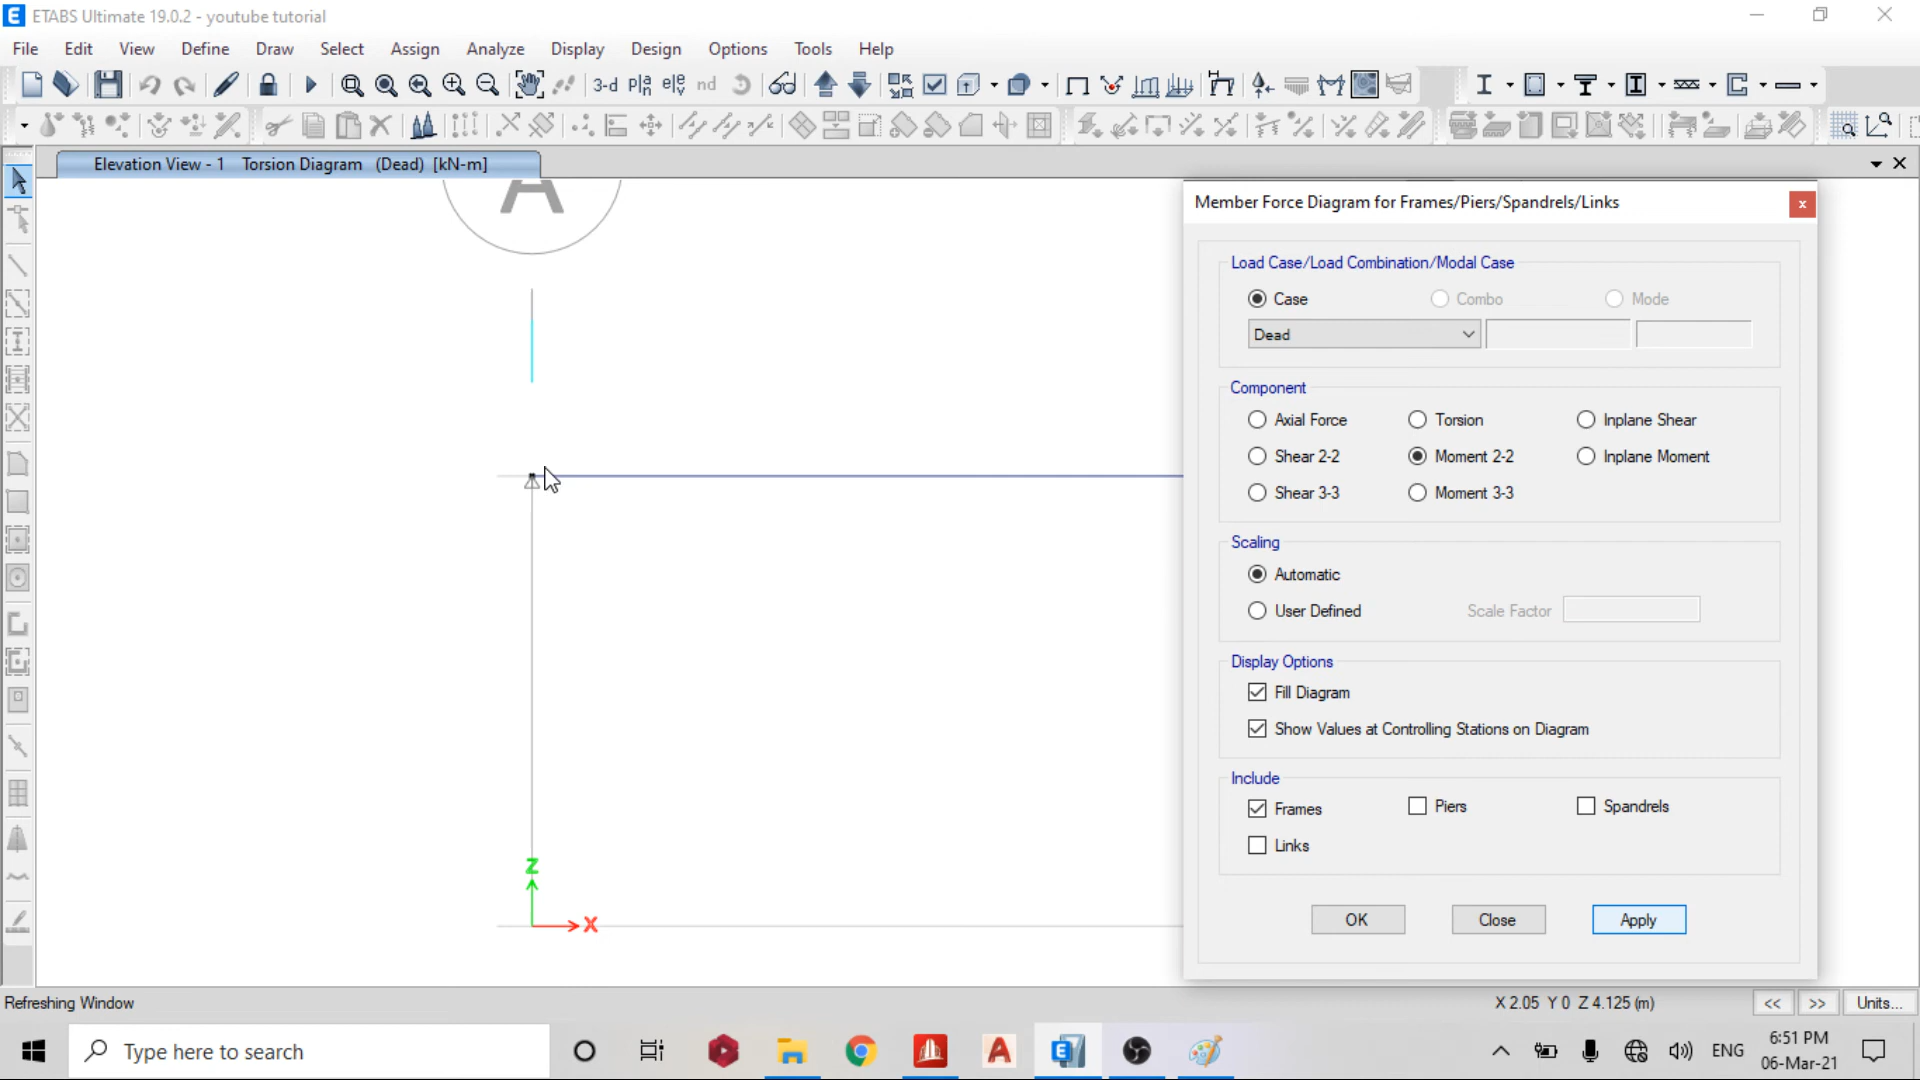 ETABS Ultimate 19.0.2 - youtube tutorial
File Edit View Define Draw Select Assign Analyze Display Design Options Tools Help
3-d pla elev nd
Elevation View - 1 Torsion Diagram (Dead) [kN-m]
A
Member Force Diagram for Frames/Piers/Spandrels/Links
x
Load Case/Load Combination/Modal Case
Case Combo Mode
Dead
Component
Axial Force Torsion Inplane Shear
Shear 2-2 Moment 2-2 Inplane Moment
Shear 3-3 Moment 3-3
Scaling
Automatic
User Defined Scale Factor
Display Options
Fill Diagram
Show Values at Controlling Stations on Diagram
Include
Frames Piers Spandrels
Links
OK Close Apply
Z
X
Refreshing Window X 2.05 Y 0 Z 4.125 (m) << >> Units...
Type here to search ENG 6:51 PM
06-Mar-21